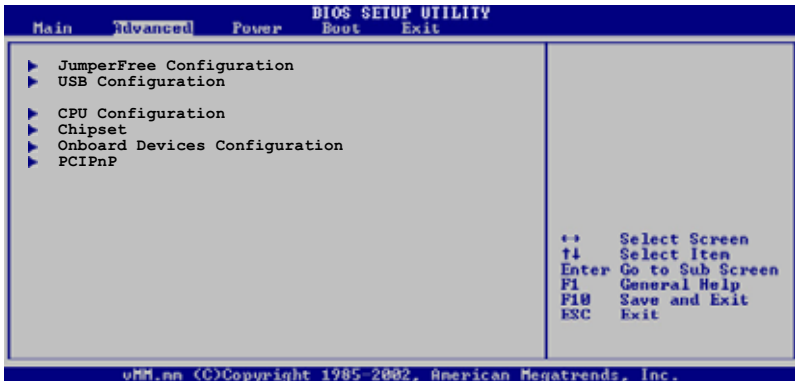 BIOS SETUP UTILITY
Main Advanced Power Boot Exit
JumperFree Configuration
USB Configuration
CPU Configuration
Chipset
Onboard Devices Configuration
PCIPnP
↔ Select Screen
↑↓ Select Item
Enter Go to Sub Screen
F1 General Help
F10 Save and Exit
ESC Exit
vMM.mm (C)Copyright 1985-2002, American Megatrends, Inc.